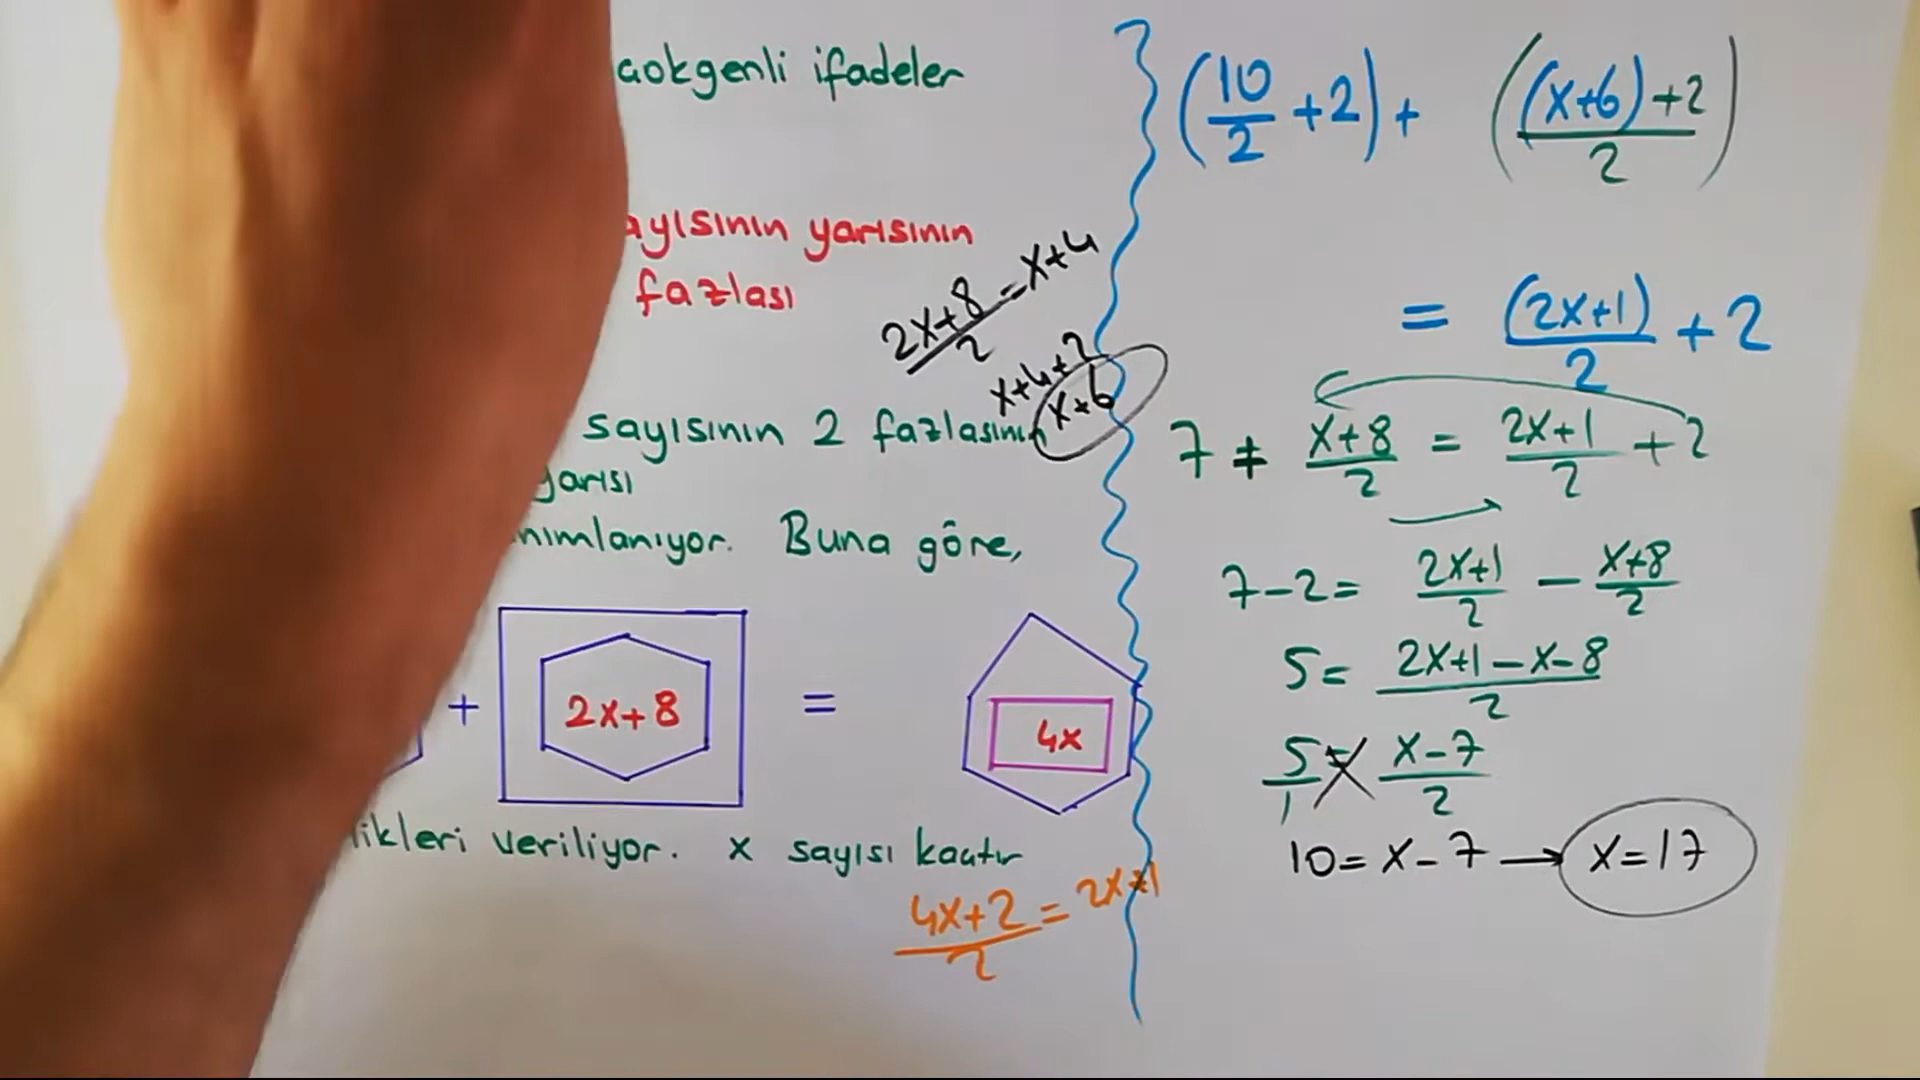 aokgenli ifadeler
yarısının
fazlası
2x+8/2 = x+4
x+4+2
x+6
sayısının 2 fazlasının
yarısı
Buna göre,
+ 2x+8 = 4x
veriliyor. x sayısı kaçtır
4x+2/2 = 2x+1
(10/2 +2) + ((x+6)+2/2)
= (2x+1)/2 + 2
7 + x+8/2 = 2x+1/2 + 2
7-2 = 2x+1/2 - x+8/2
5 = 2x+1-x-8/2
5/1 = x-7/2
10 = x-7 → x=17